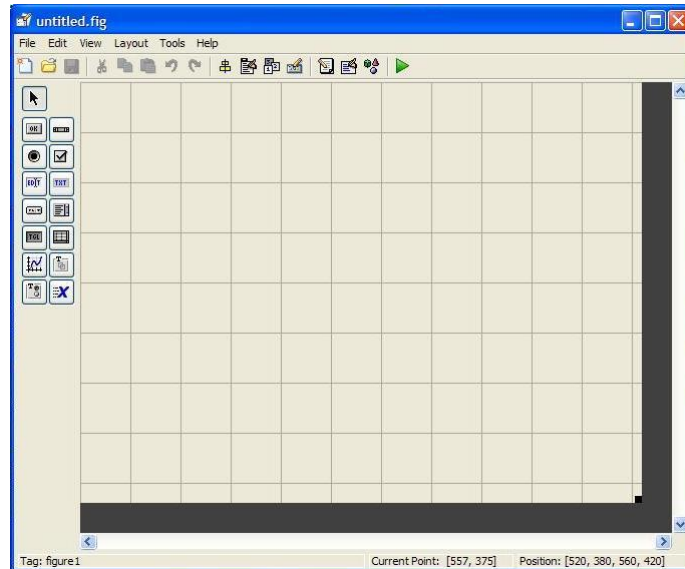 untitled.fig
File Edit View Layout Tools Help
OK
EDIT TXT
TGL
Tag: figure1 Current Point: [557, 375] Position: [520, 380, 560, 420]